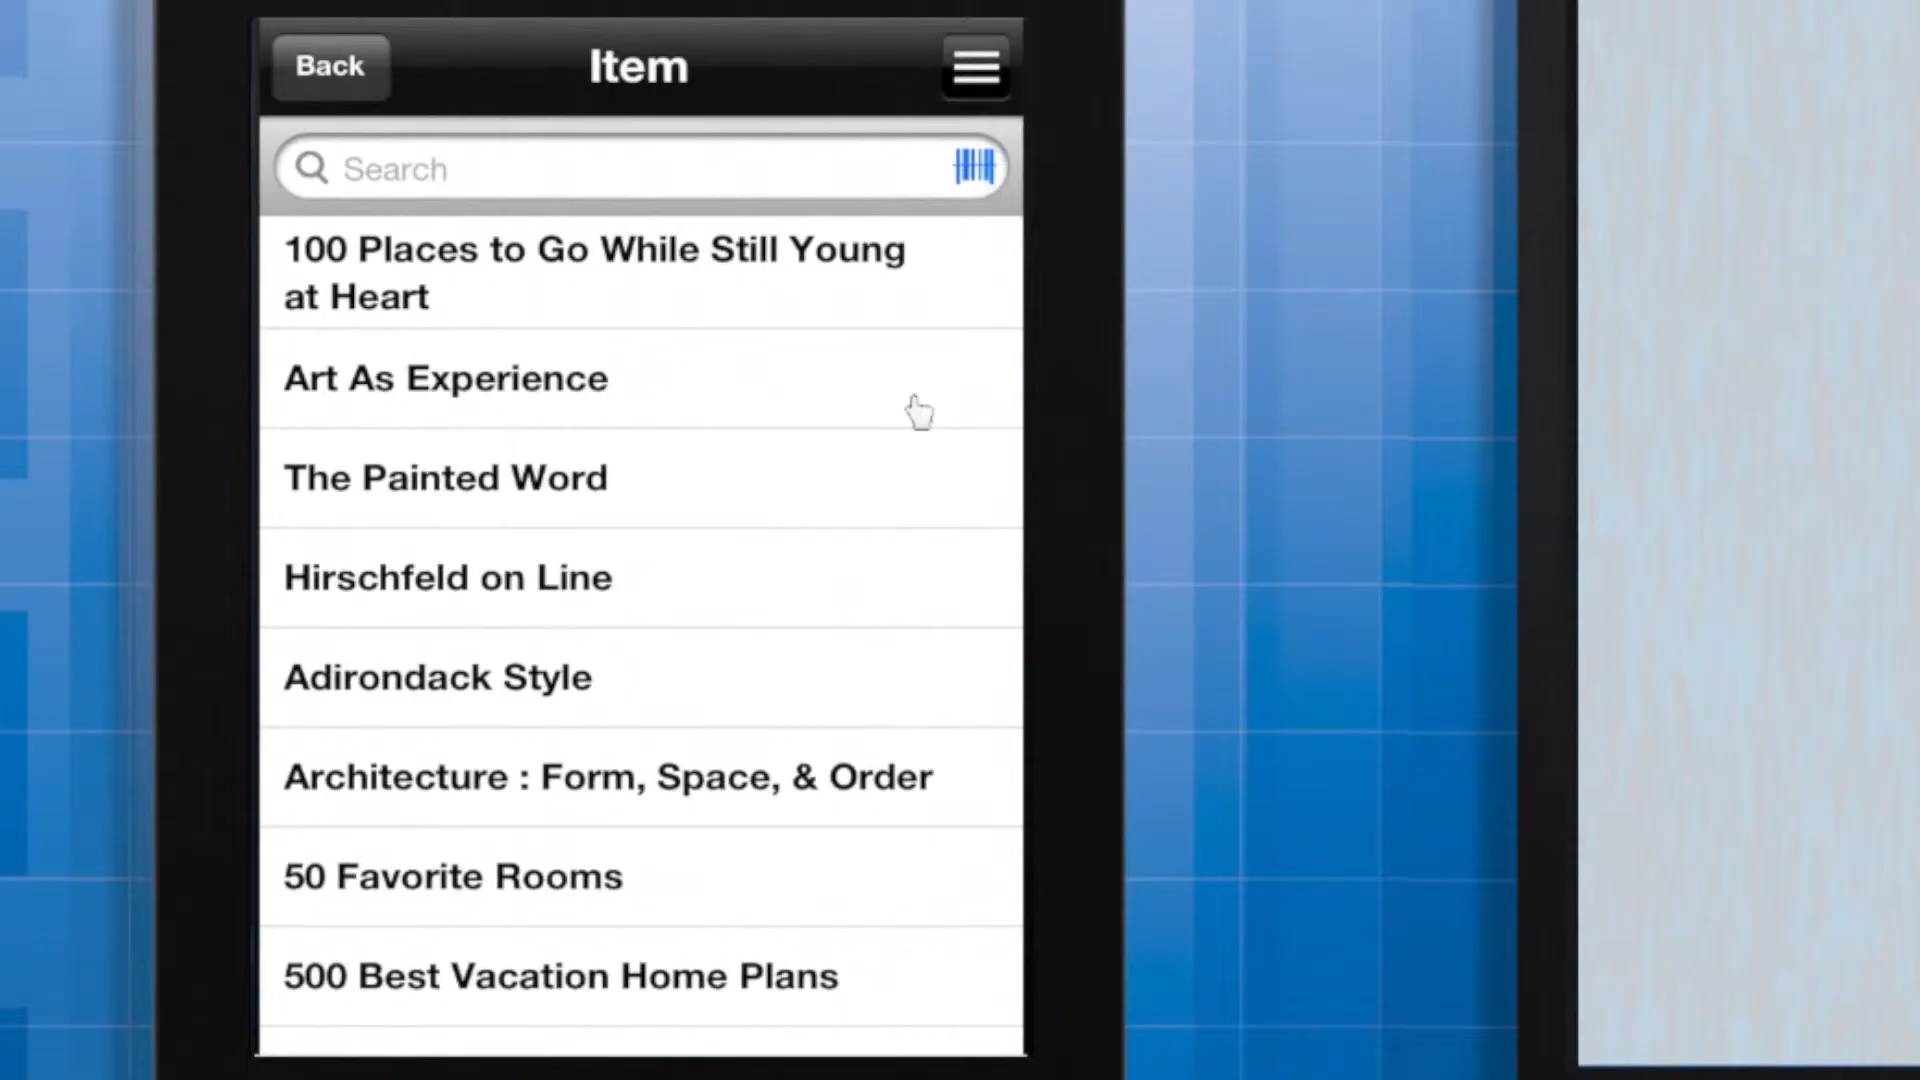 Back
Item
Search
100 Places to Go While Still Young
at Heart
Art As Experience
The Painted Word
Hirschfeld on Line
Adirondack Style
Architecture : Form, Space, & Order
50 Favorite Rooms
500 Best Vacation Home Plans